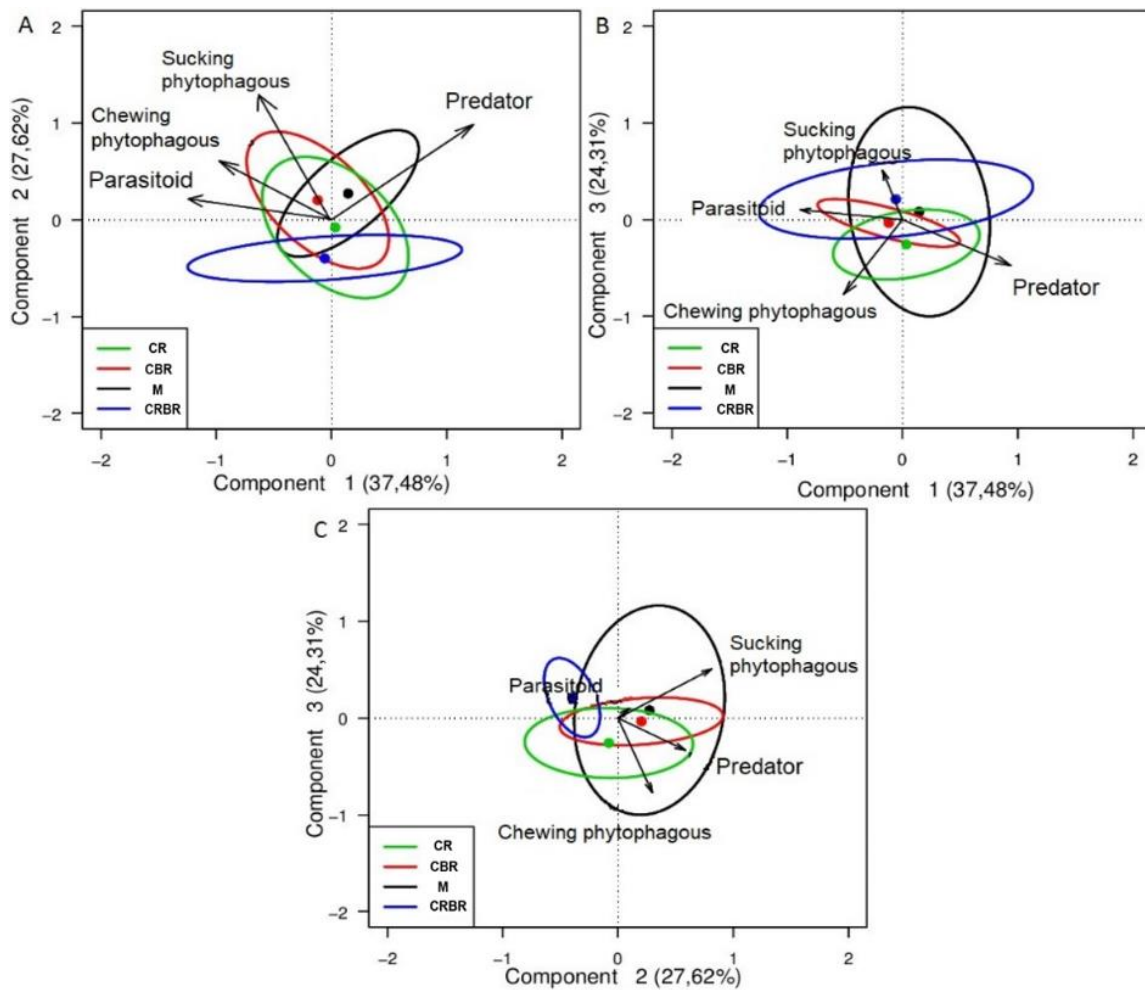 A
2
1
0
−1
−2
Component 2 (27,62%)
Sucking
phytophagous
Chewing
phytophagous
Parasitoid
Predator
CR
CBR
M
CRBR
−2
−1
0
1
2
Component 1 (37,48%)
B
2
1
0
−1
−2
Component 3 (24,31%)
Sucking
phytophagous
Parasitoid
Chewing phytophagous
Predator
CR
CBR
M
CRBR
−2
−1
0
1
2
Component 1 (37,48%)
C
2
1
0
−1
−2
Component 3 (24,31%)
Sucking
phytophagous
Parasitoid
Predator
Chewing phytophagous
CR
CBR
M
CRBR
−2
−1
0
1
2
Component 2 (27,62%)